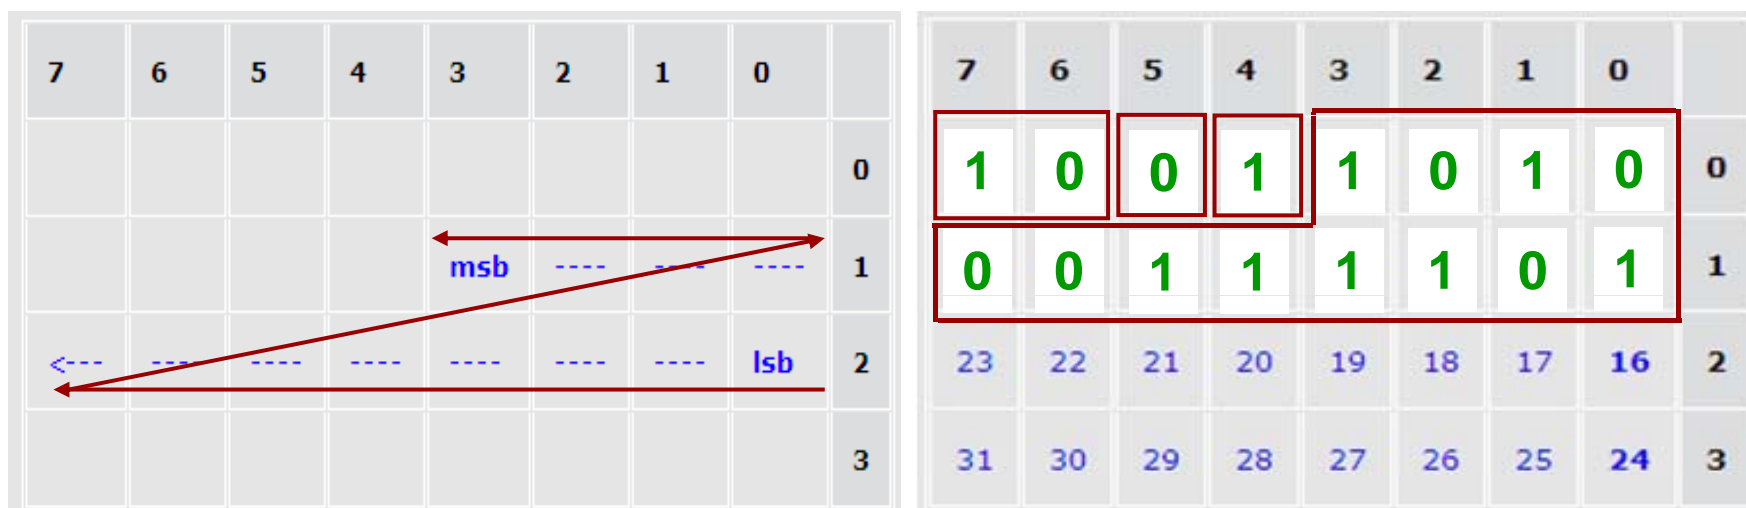 7 6 5 4 3 2 1 0
0
msb ---- ---- ---- 1
<--- ---- ---- ---- ---- ---- ---- lsb 2
3
7 6 5 4 3 2 1 0
1 0 0 1 1 0 1 0 0
0 0 1 1 1 1 0 1 1
23 22 21 20 19 18 17 16 2
31 30 29 28 27 26 25 24 3